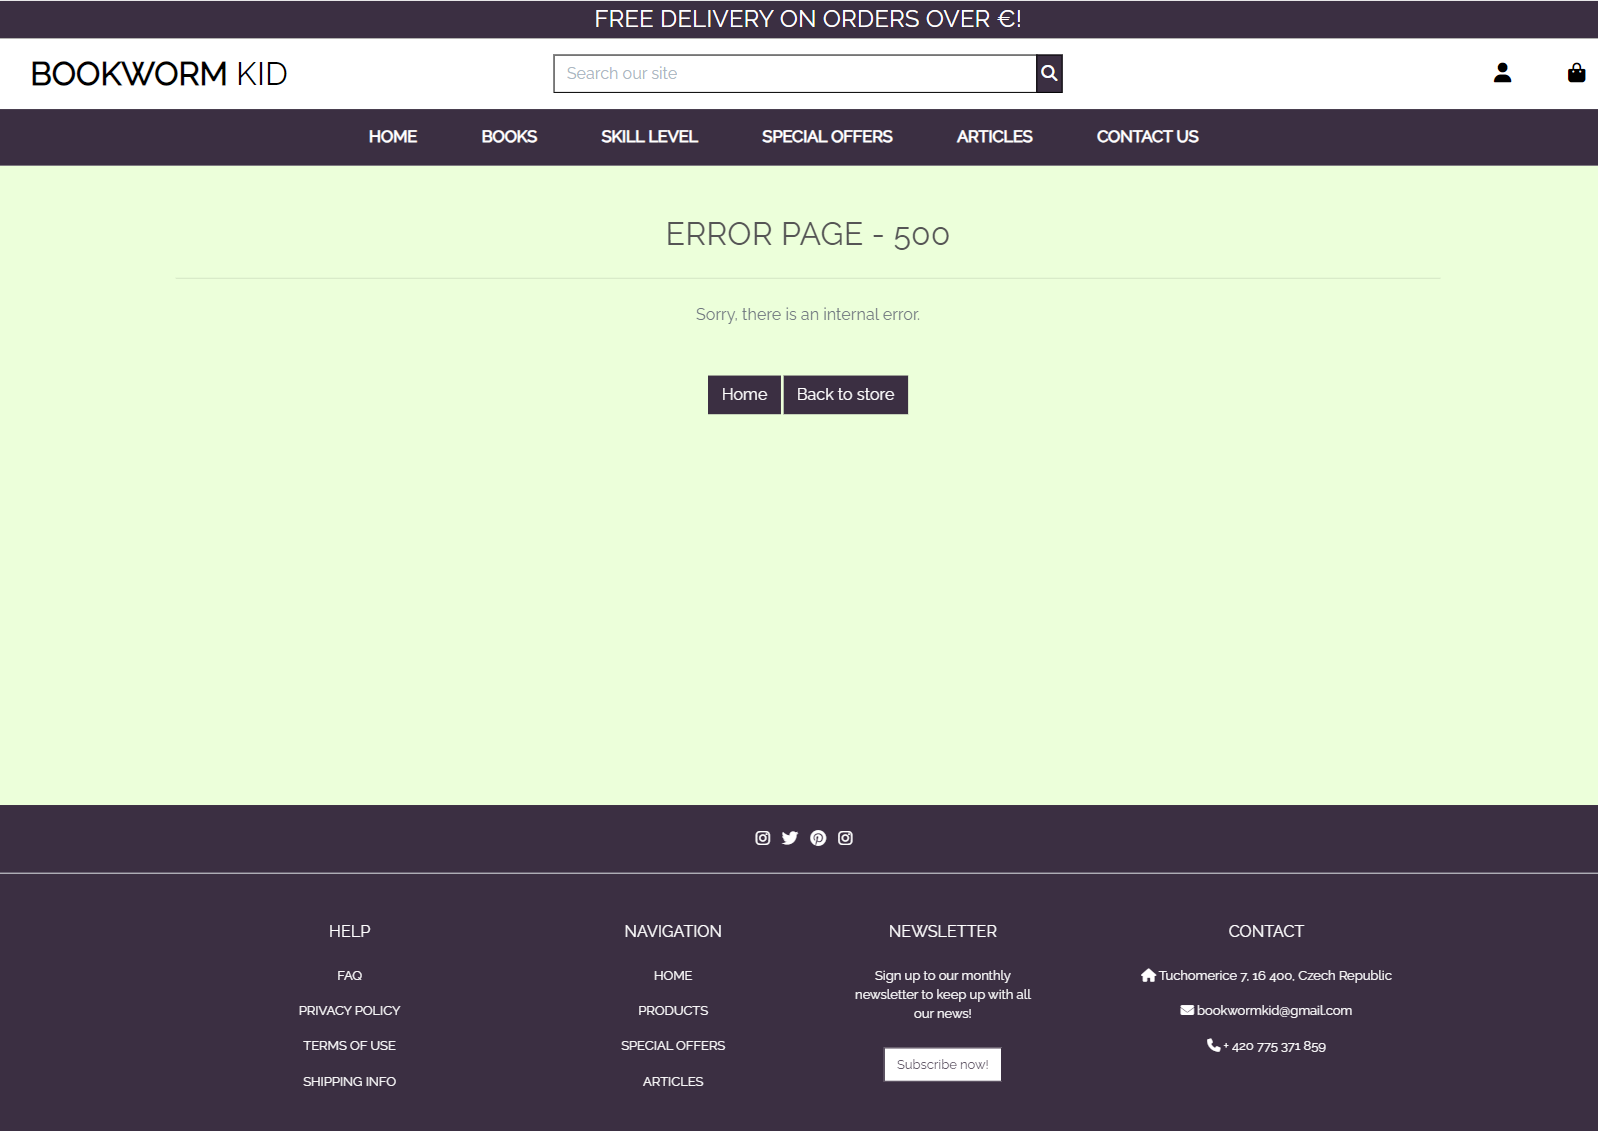 FREE DELIVERY ON ORDERS OVER €!
BOOKWORM KID
Search our site
HOME BOOKS SKILL LEVEL SPECIAL OFFERS ARTICLES CONTACT US
ERROR PAGE - 500
Sorry, there is an internal error.
Home Back to store
HELP
FAQ
PRIVACY POLICY
TERMS OF USE
SHIPPING INFO
NAVIGATION
HOME
PRODUCTS
SPECIAL OFFERS
ARTICLES
NEWSLETTER
Sign up to our monthly
newsletter to keep up with all
our news!
Subscribe now!
CONTACT
Tuchomerice 7, 16 400, Czech Republic
bookwormkid@gmail.com
+ 420 775 371 859